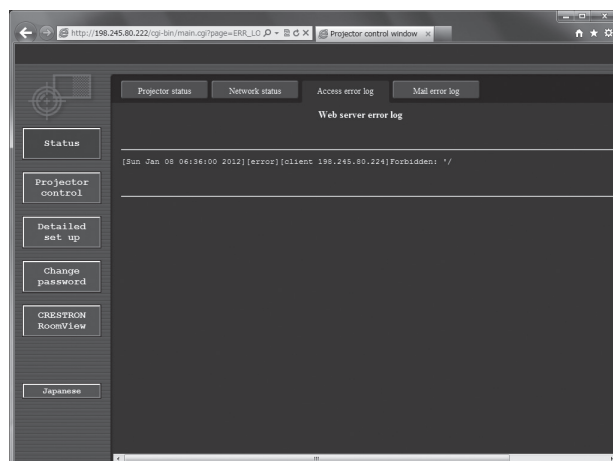 http://198.245.80.222/cgi-bin/main.cgi?page=ERR_LO
Projector control window
Projector status
Network status
Access error log
Mail error log
Web server error log
[Sun Jan 08 06:36:00 2012][error][client 198.245.80.224]Forbidden: '/
Status
Projector
control
Detailed
set up
Change
password
CRESTRON
RoomView
Japanese